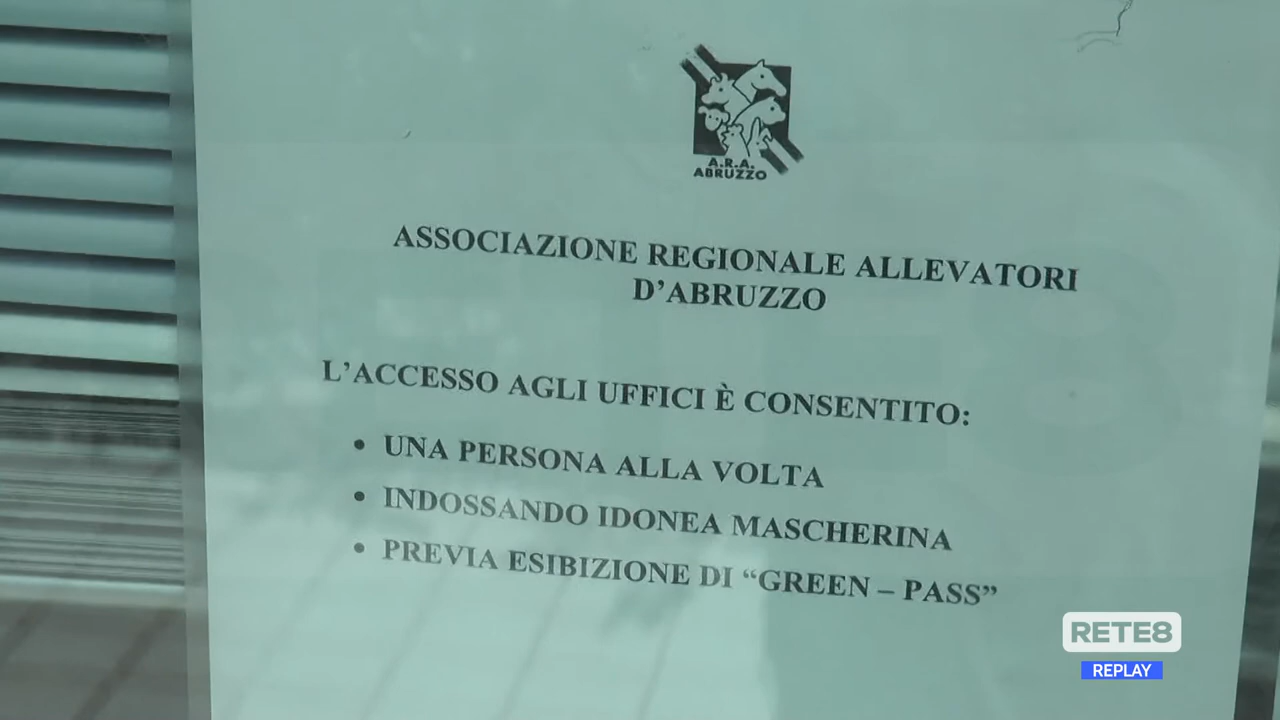 A.R.A.
ABRUZZO
ASSOCIAZIONE REGIONALE ALLEVATORI
D’ABRUZZO
L’ACCESSO AGLI UFFICI È CONSENTITO:
• UNA PERSONA ALLA VOLTA
• INDOSSANDO IDONEA MASCHERINA
• PREVIA ESIBIZIONE DI “GREEN – PASS”
RETE8
REPLAY